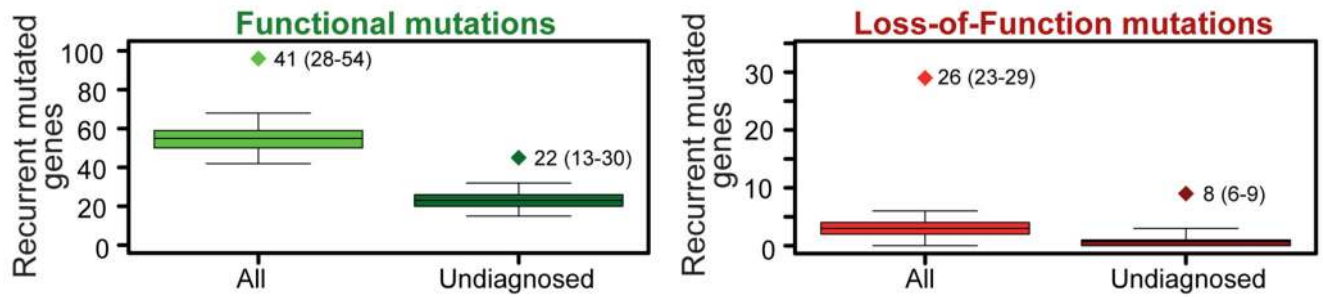 Functional mutations
Recurrent mutated
genes
100
80
60
40
20
0
41 (28-54)
22 (13-30)
All
Undiagnosed
Loss-of-Function mutations
Recurrent mutated
genes
30
20
10
0
26 (23-29)
8 (6-9)
All
Undiagnosed